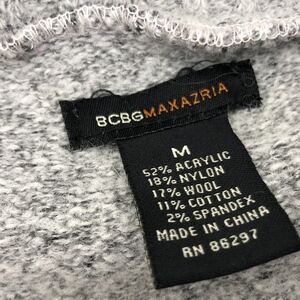 BCBGMAXAZRIA
M
52% ACRYLIC
18% NYLON
17% WOOL
11% COTTON
2% SPANDEX
MADE IN CHINA
RN 86297